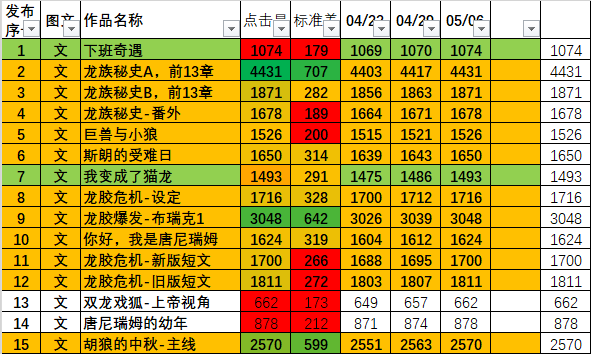 发布序 图文 作品名称 点击量 标准差 04/22 04/29 05/06
1 文 下班奇遇 1074 179 1069 1070 1074 1074
2 文 龙族秘史A，前13章 4431 707 4403 4417 4431 4431
3 文 龙族秘史B，前13章 1871 282 1856 1863 1871 1871
4 文 龙族秘史-番外 1678 189 1664 1671 1678 1678
5 文 巨兽与小狼 1526 200 1515 1521 1526 1526
6 文 斯朗的受难日 1650 314 1639 1643 1650 1650
7 文 我变成了猫龙 1493 291 1475 1486 1493 1493
8 文 龙胶危机-设定 1716 328 1700 1712 1716 1716
9 文 龙胶爆发-布瑞克1 3048 642 3026 3039 3048 3048
10 文 你好，我是唐尼瑞姆 1624 319 1604 1612 1624 1624
11 文 龙胶危机-新版短文 1700 266 1688 1695 1700 1700
12 文 龙胶危机-旧版短文 1811 272 1803 1807 1811 1811
13 文 双龙戏狐-上帝视角 662 173 649 657 662 662
14 文 唐尼瑞姆的幼年 878 212 871 874 878 878
15 文 胡狼的中秋-主线 2570 599 2551 2563 2570 2570